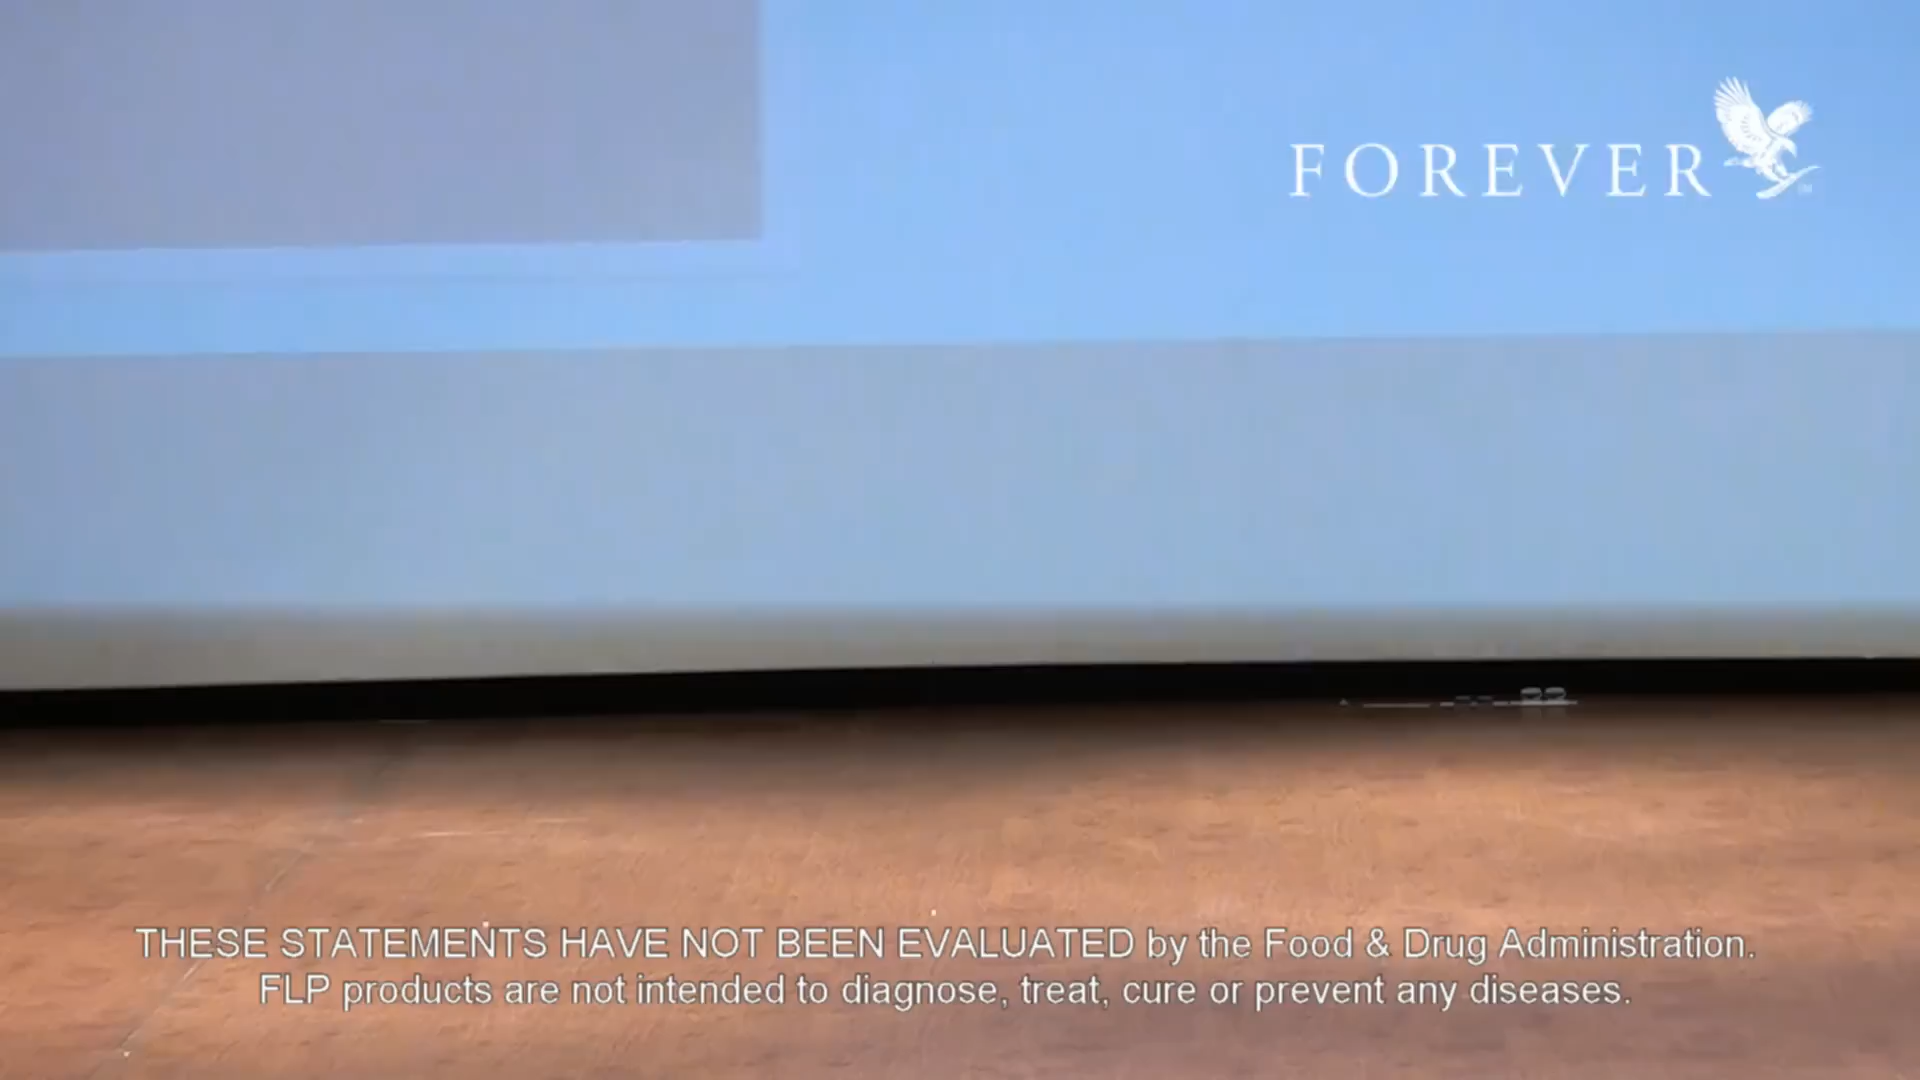 FOREVER
THESE STATEMENTS HAVE NOT BEEN EVALUATED by the Food & Drug Administration.
FLP products are not intended to diagnose, treat, cure or prevent any diseases.